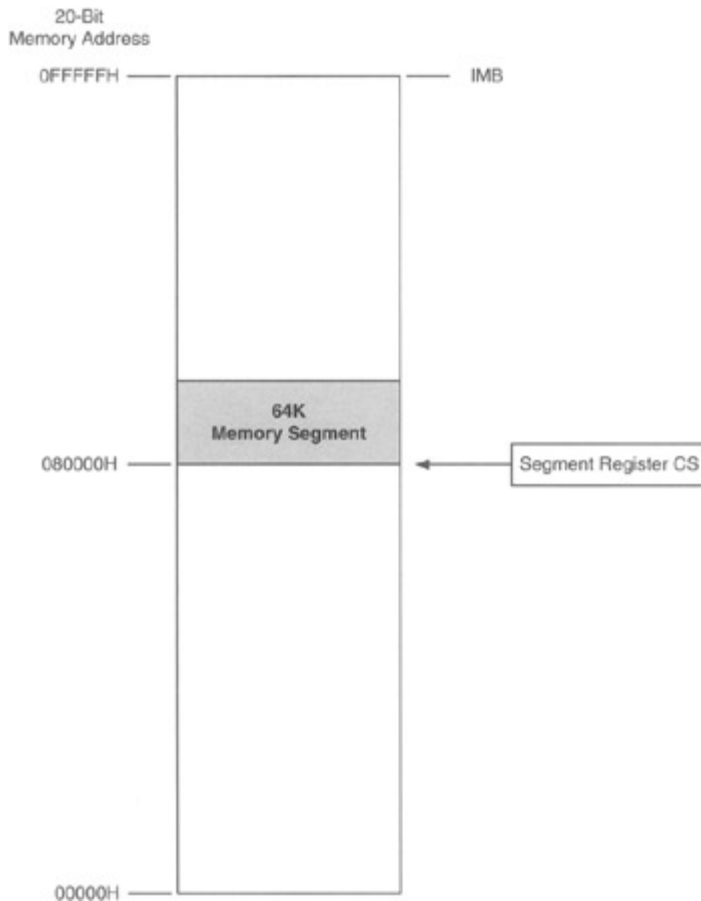 20-Bit
Memory Address
0FFFFFH
IMB
64K
Memory Segment
080000H
Segment Register CS
00000H